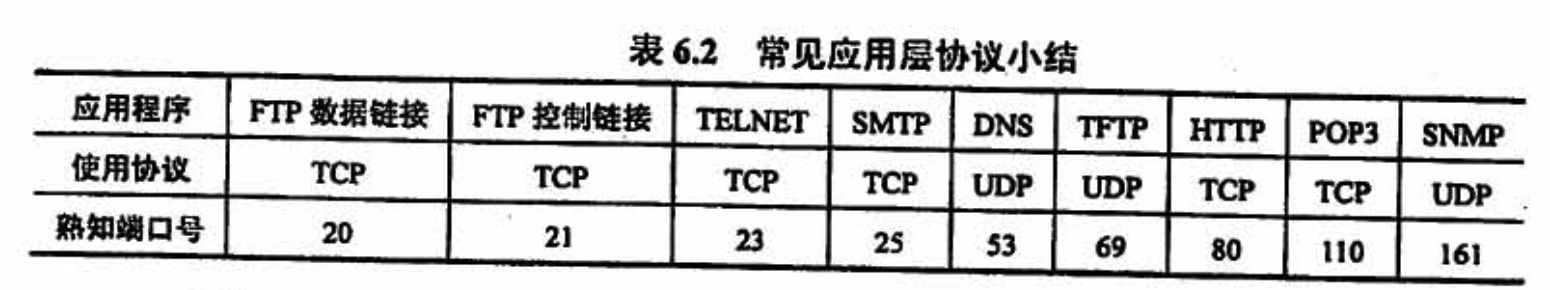 表 6.2 常见应用层协议小结
应用程序 FTP 数据链接 FTP 控制链接 TELNET SMTP DNS TFTP HTTP POP3 SNMP
使用协议 TCP TCP TCP TCP UDP UDP TCP TCP UDP
熟知端口号 20 21 23 25 53 69 80 110 161